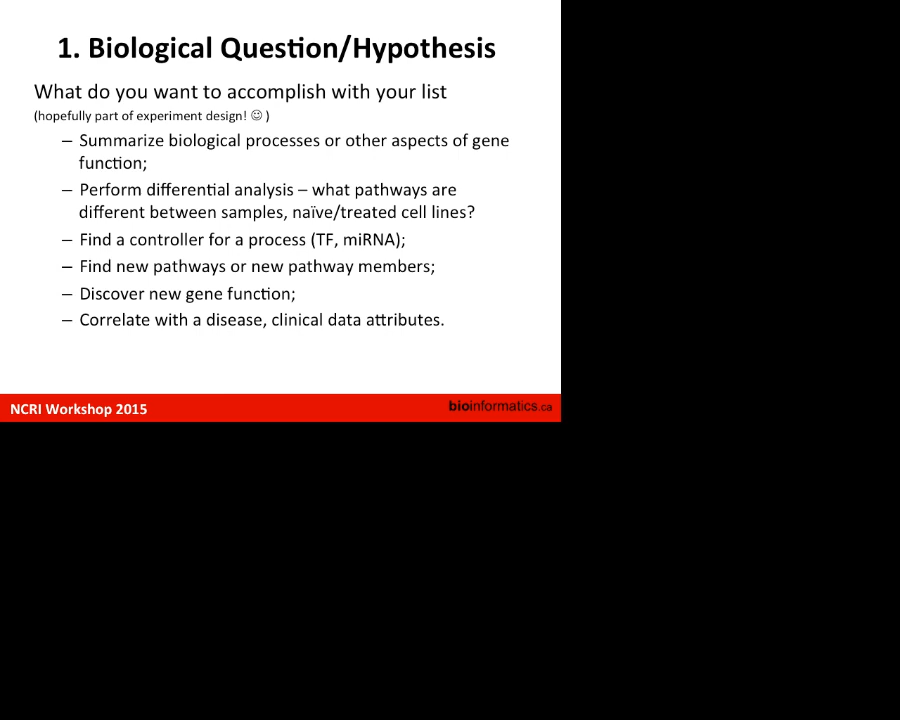 1. Biological Question/Hypothesis
What do you want to accomplish with your list
(hopefully part of experiment design! ☺ )
– Summarize biological processes or other aspects of gene
function;
– Perform differential analysis – what pathways are
different between samples, naïve/treated cell lines?
– Find a controller for a process (TF, miRNA);
– Find new pathways or new pathway members;
– Discover new gene function;
– Correlate with a disease, clinical data attributes.
NCRI Workshop 2015
bioinformatics.ca